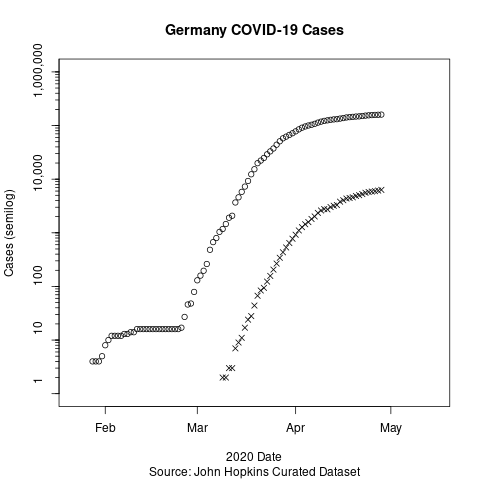 Germany COVID-19 Cases
Cases (semilog)
1,000,000
10,000
100
10
1
Feb Mar Apr May
2020 Date
Source: John Hopkins Curated Dataset